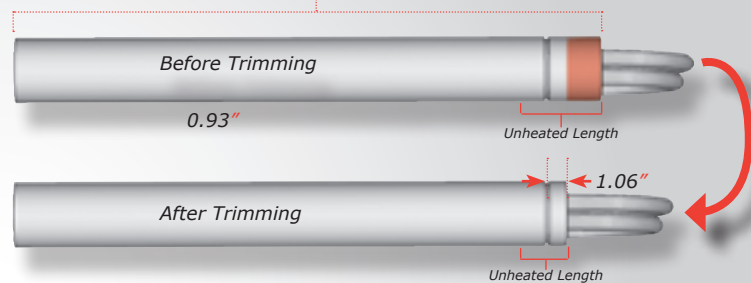 Before Trimming
0.93″
Unheated Length
1.06″
After Trimming
Unheated Length